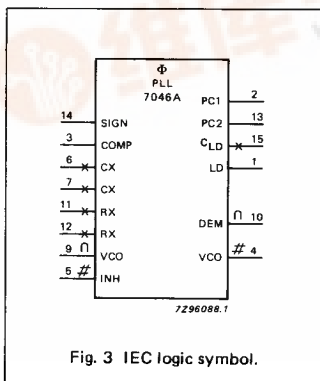 Φ
PLL
7046A
14 SIGN
3 COMP
6 CX
7 CX
11 RX
12 RX
9 ∩ VCO
5 # INH
PC1 2
PC2 13
CLD 15
LD 1
DEM ∩ 10
VCO # 4
7Z96088.1
Fig. 3 IEC logic symbol.